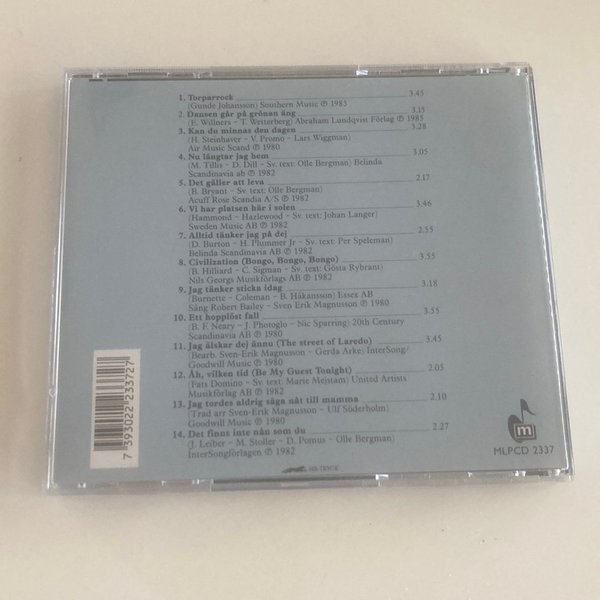 1. Torparrock 3.45
(Gunde Johansson) Southern Music ℗ 1983
2. Dansen går på grönan äng 3.15
(E. Willners - T. Wetterberg) Abraham Lundqvist Förlag ℗ 1985
3. Kan du minnas den dagen 3.28
(H. Steinhaver - V. Promo - Lars Wiggman)
Air Music Scand ℗ 1980
4. Nu längtar jag hem 3.05
(M. Tillis - D. Dill - Sv. text: Olle Bergman) Belinda
Scandinavia ab ℗ 1982
5. Det gäller att leva 2.17
(B. Bryant - Sv. text: Olle Bergman)
Acuff Rose Scandia A/S ℗ 1982
6. Vi har platsen här i solen 3.46
(Hammond - Hazlewood - Sv. text: Johan Langer)
Sweden Music AB ℗ 1982
7. Alltid tänker jag på dej 2.55
(D. Burton - H. Plummer Jr - Sv. text: Per Speleman)
Belinda Scandinavia AB ℗ 1982
8. Civilization (Bongo, Bongo, Bongo) 2.55
(B. Hilliard - C. Sigman - Sv. text: Gösta Rybrant)
Nils Georgs Musikförlags AB ℗ 1982
9. Jag tänker sticka idag 3.18
(Burnette - Coleman - B. Håkansson) Essex AB
Sång Robert Bailey - Sven Erik Magnusson ℗ 1980
10. Ett hopplöst fall 3.55
(B. F. Neary - J. Photoglo - Nic Sparring) 20th Century
Scandinavia AB ℗ 1980
11. Jag älskar dej ännu (The street of Laredo) 3.45
(Bearb. Sven-Erik Magnusson - Gerda Arke) InterSong/
Goodwill Music ℗ 1980
12. Åh, vilken tid (Be My Guest Tonight) 2.05
(Fats Domino - Sv. text: Marie Mejstam) United Artists
Musikförlag AB ℗ 1982
13. Jag tordes aldrig säga nåt till mamma 2.10
(Trad arr Sven-Erik Magnusson - Ulf Söderholm)
Goodwill Music ℗ 1980
14. Det finns inte nån som du 2.27
(J. Leiber - M. Stoller - D. Pomus - Olle Bergman)
InterSongförlagen ℗ 1982
7 393022 233727
m
MLPCD 2337